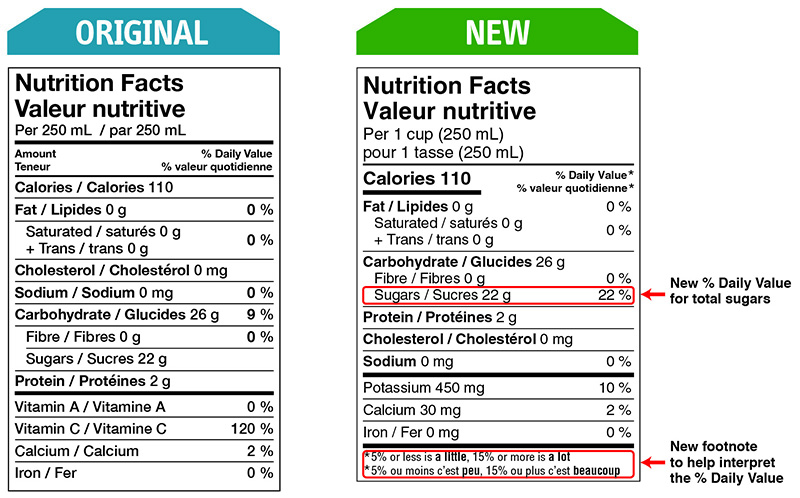 ORIGINAL
Nutrition Facts
Valeur nutritive
Per 250 mL / par 250 mL
Amount % Daily Value
Teneur % valeur quotidienne
Calories / Calories 110
Fat / Lipides 0 g 0 %
Saturated / saturés 0 g
+ Trans / trans 0 g 0 %
Cholesterol / Cholestérol 0 mg
Sodium / Sodium 0 mg 0 %
Carbohydrate / Glucides 26 g 9 %
Fibre / Fibres 0 g 0 %
Sugars / Sucres 22 g
Protein / Protéines 2 g
Vitamin A / Vitamine A 0 %
Vitamin C / Vitamine C 120 %
Calcium / Calcium 2 %
Iron / Fer 0 %
NEW
Nutrition Facts
Valeur nutritive
Per 1 cup (250 mL)
pour 1 tasse (250 mL)
Calories 110 % Daily Value*
% valeur quotidienne*
Fat / Lipides 0 g 0 %
Saturated / saturés 0 g
+ Trans / trans 0 g 0 %
Carbohydrate / Glucides 26 g
Fibre / Fibres 0 g 0 %
Sugars / Sucres 22 g 22 %
Protein / Protéines 2 g
Cholesterol / Cholestérol 0 mg
Sodium 0 mg 0 %
Potassium 450 mg 10 %
Calcium 30 mg 2 %
Iron / Fer 0 mg 0 %
*5% or less is a little, 15% or more is a lot
*5% ou moins c'est peu, 15% ou plus c'est beaucoup
New % Daily Value
for total sugars
New footnote
to help interpret
the % Daily Value